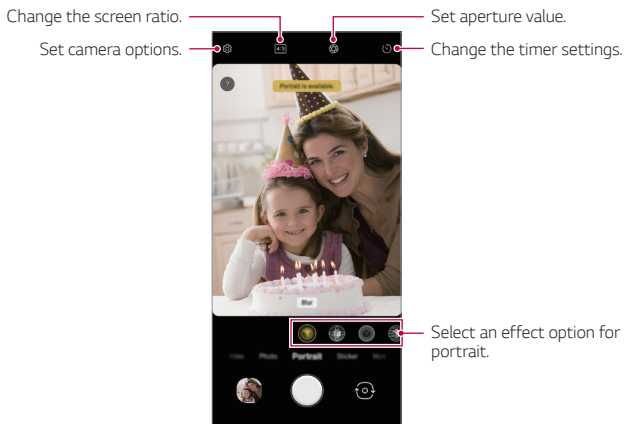 Change the screen ratio.
Set aperture value.
Set camera options.
4:3
Change the timer settings.
?
Portrait is available
Blur
Select an effect option for
portrait.
Video Photo Portrait Sticker More